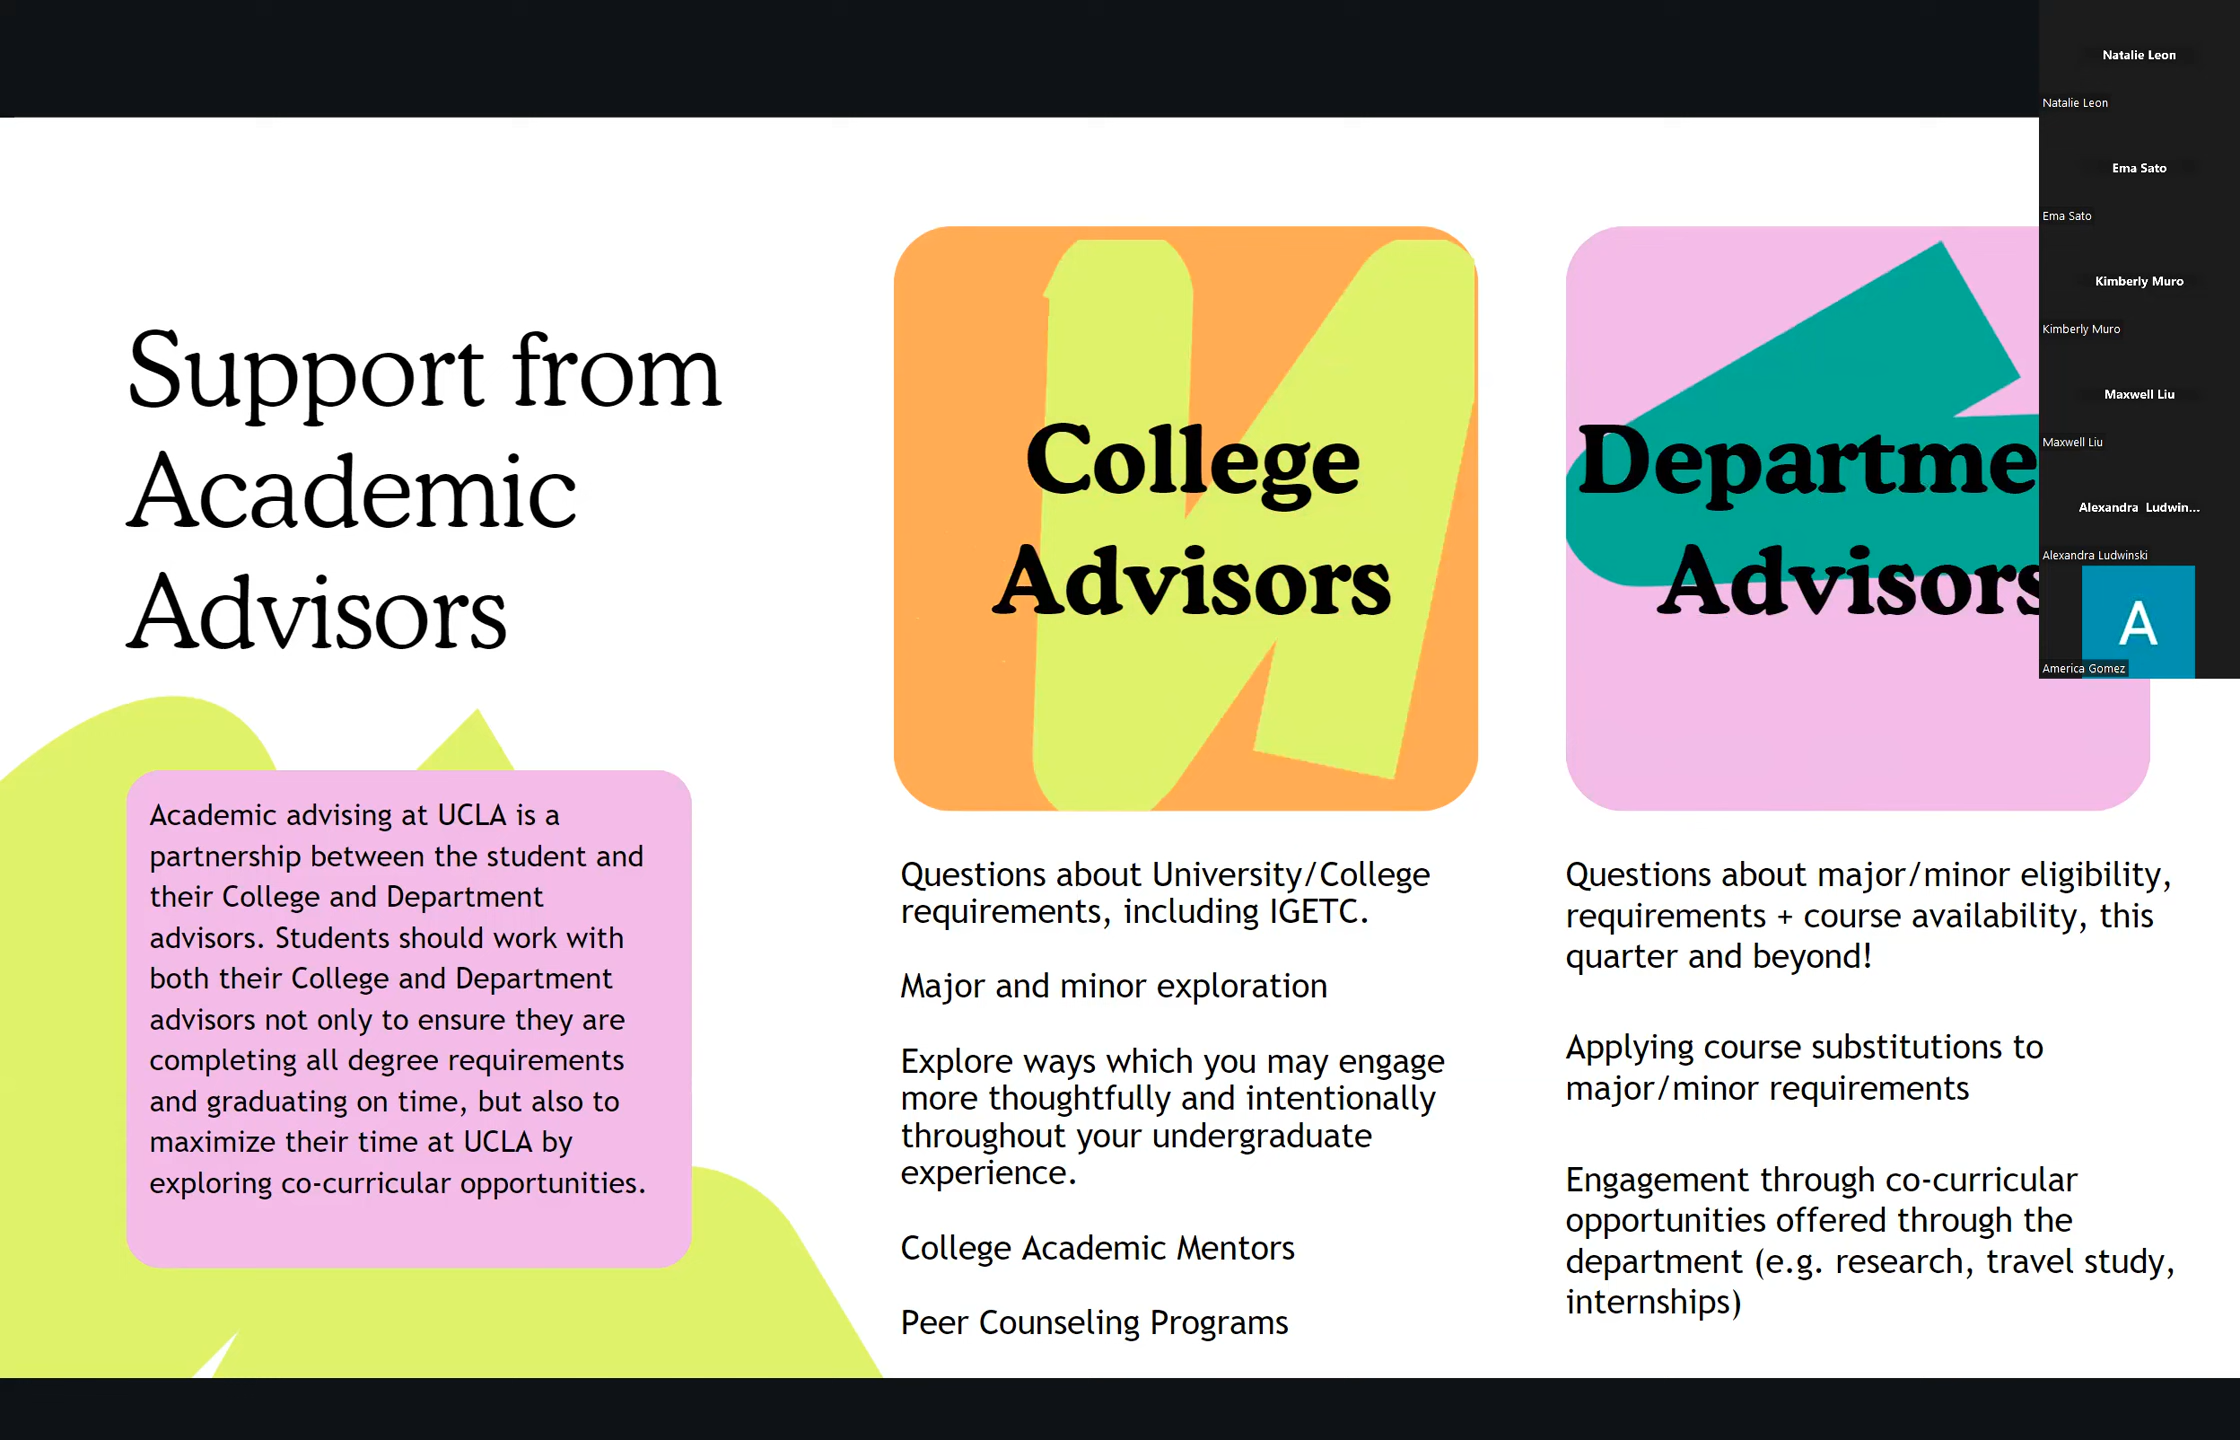 Support from
Academic
Advisors
Academic advising at UCLA is a
partnership between the student and
their College and Department
advisors. Students should work with
both their College and Department
advisors not only to ensure they are
completing all degree requirements
and graduating on time, but also to
maximize their time at UCLA by
exploring co-curricular opportunities.
College
Advisors
Questions about University/College
requirements, including IGETC.
Major and minor exploration
Explore ways which you may engage
more thoughtfully and intentionally
throughout your undergraduate
experience.
College Academic Mentors
Peer Counseling Programs
Departme
Advisors
Questions about major/minor eligibility,
requirements + course availability, this
quarter and beyond!
Applying course substitutions to
major/minor requirements
Engagement through co-curricular
opportunities offered through the
department (e.g. research, travel study,
internships)
Natalie Leon
Natalie Leon
Ema Sato
Ema Sato
Kimberly Muro
Kimberly Muro
Maxwell Liu
Maxwell Liu
Alexandra Ludwin...
Alexandra Ludwinski
A
America Gomez